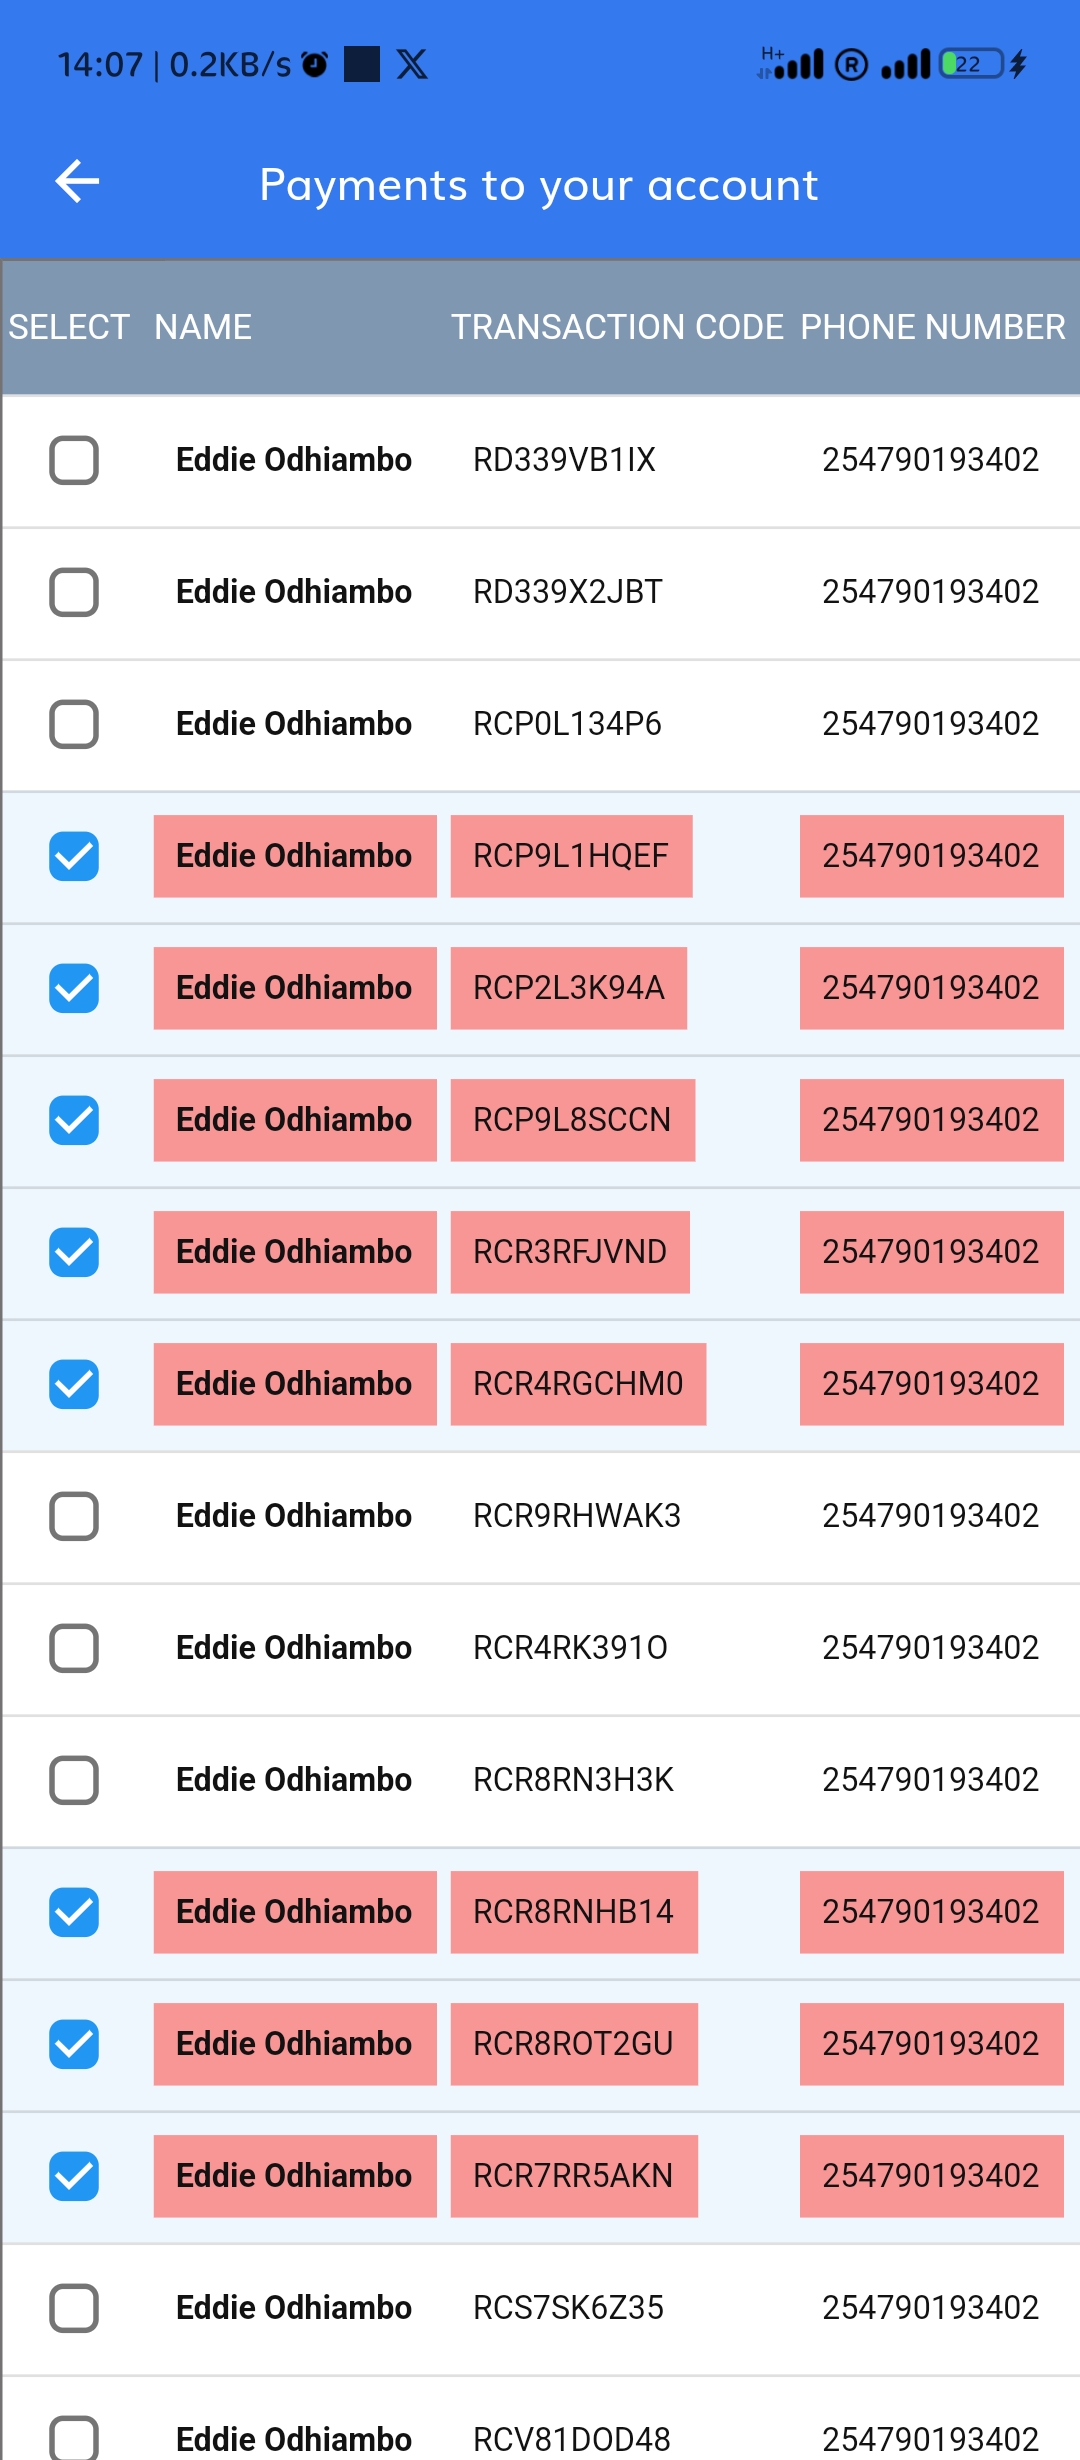 14:07 | 0.2KB/s X H+ R 22
Payments to your account
SELECT NAME TRANSACTION CODE PHONE NUMBER
Eddie Odhiambo RD339VB1IX 254790193402
Eddie Odhiambo RD339X2JBT 254790193402
Eddie Odhiambo RCP0L134P6 254790193402
Eddie Odhiambo RCP9L1HQEF 254790193402
Eddie Odhiambo RCP2L3K94A 254790193402
Eddie Odhiambo RCP9L8SCCN 254790193402
Eddie Odhiambo RCR3RFJVND 254790193402
Eddie Odhiambo RCR4RGCHM0 254790193402
Eddie Odhiambo RCR9RHWAK3 254790193402
Eddie Odhiambo RCR4RK391O 254790193402
Eddie Odhiambo RCR8RN3H3K 254790193402
Eddie Odhiambo RCR8RNHB14 254790193402
Eddie Odhiambo RCR8ROT2GU 254790193402
Eddie Odhiambo RCR7RR5AKN 254790193402
Eddie Odhiambo RCS7SK6Z35 254790193402
Eddie Odhiambo RCV81DOD48 254790193402